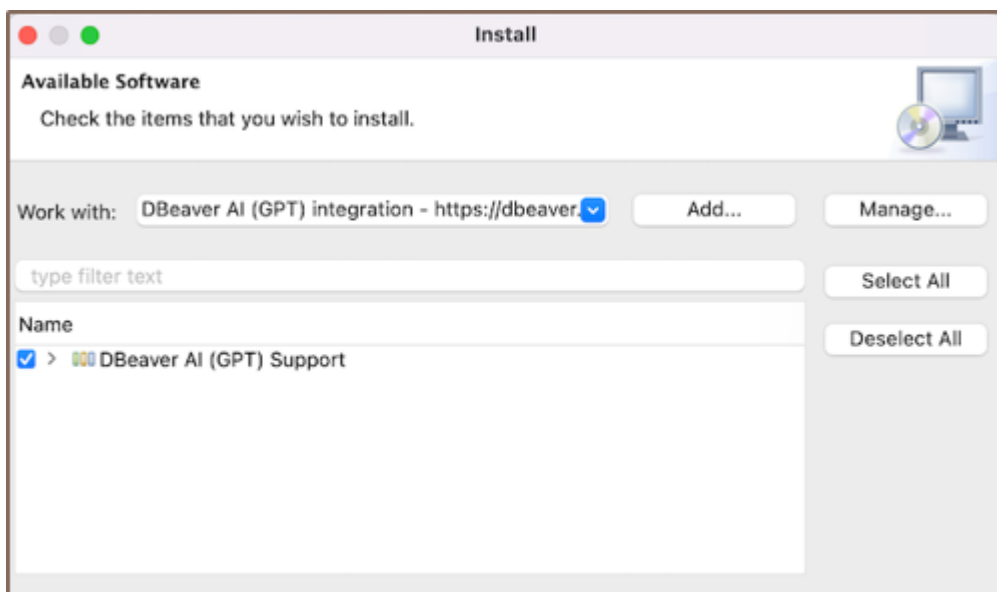 Install
Available Software
Check the items that you wish to install.
Work with: DBeaver AI (GPT) integration - https://dbeaver. Add... Manage...
type filter text
Select All
Name
Deselect All
DBeaver AI (GPT) Support